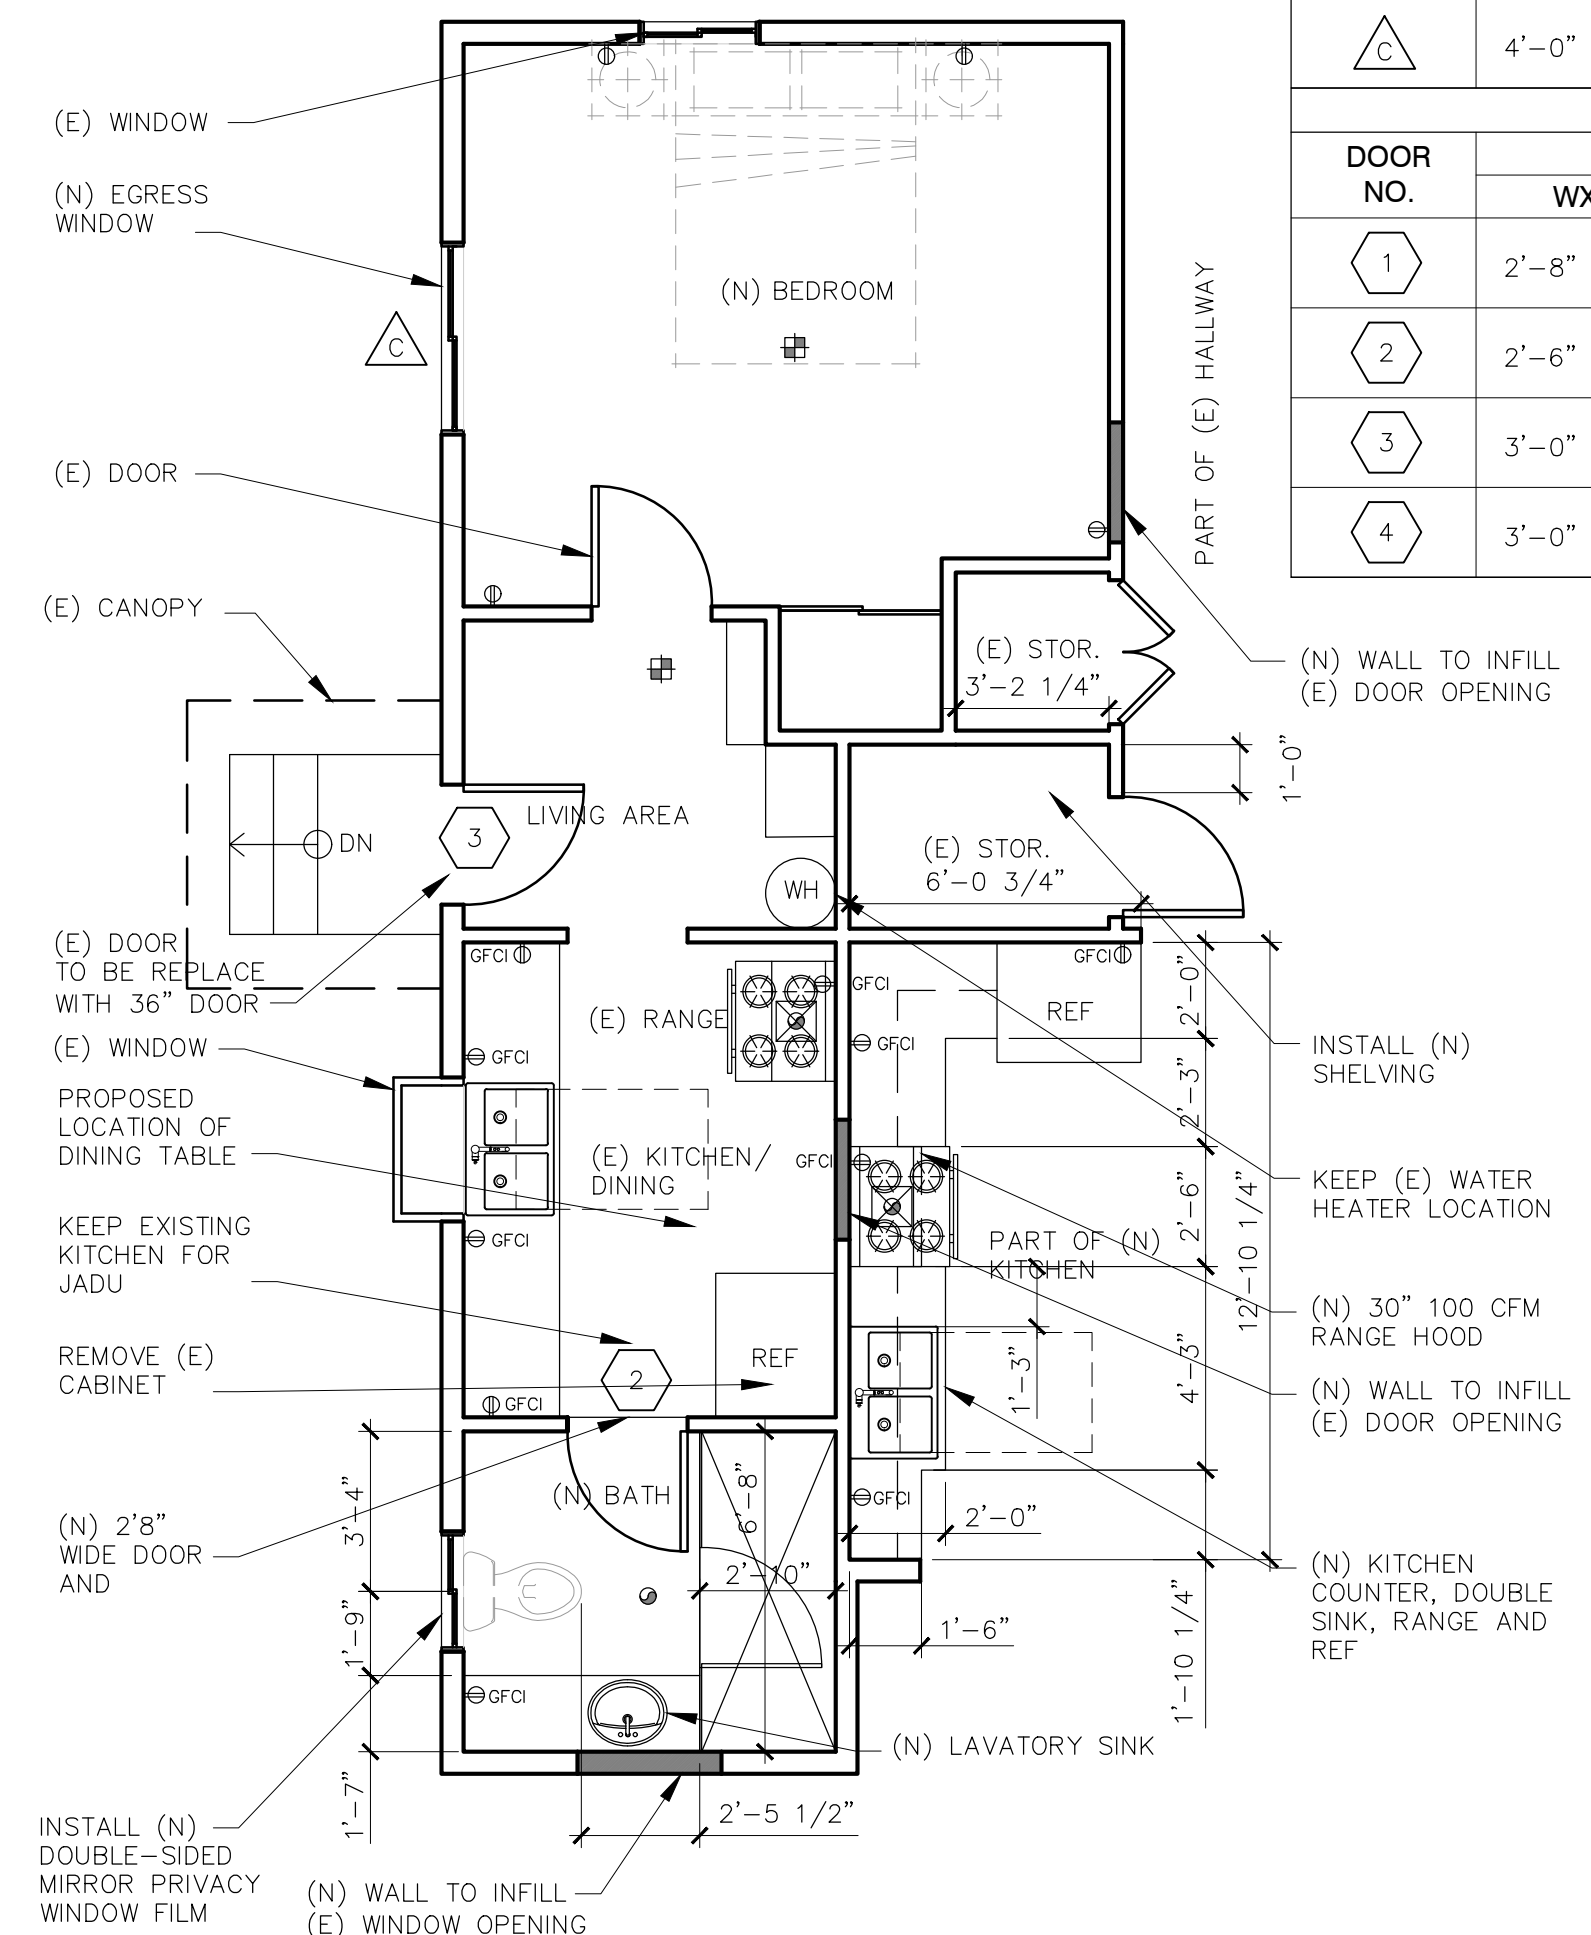 (E) WINDOW
(N) EGRESS
WINDOW
C
(E) DOOR
(E) CANOPY
(N) BEDROOM
PART OF (E) HALLWAY
C
4'-0"
DOOR
NO.
WX
1
2'-8"
2
2'-6"
3
3'-0"
4
3'-0"
(N) WALL TO INFILL
(E) DOOR OPENING
(E) STOR.
3'-2 1/4"
1'-0"
LIVING AREA
3
DN
(E) STOR.
6'-0 3/4"
WH
(E) DOOR
TO BE REPLACE
WITH 36" DOOR
(E) WINDOW
PROPOSED
LOCATION OF
DINING TABLE
KEEP EXISTING
KITCHEN FOR
JADU
REMOVE (E)
CABINET
(N) 2'8"
WIDE DOOR
AND
GFCI
GFCI
GFCI
(E) RANGE
GFCI
GFCI
REF
2'-0"
GFCI
2'-3"
INSTALL (N)
SHELVING
(E) KITCHEN/
DINING
GFCI
GFCI
KEEP (E) WATER
HEATER LOCATION
2'-6"
12'-10 1/4"
PART OF (N)
KITCHEN
(N) 30" 100 CFM
RANGE HOOD
REF
2
GFCI
1'-3"
4'-3"
(N) WALL TO INFILL
(E) DOOR OPENING
3'-4"
(N) BATH
6'-8"
GFCI
2'-0"
2'-10"
(N) KITCHEN
COUNTER, DOUBLE
SINK, RANGE AND
REF
1'-9"
1'-6"
1'-10 1/4"
GFCI
(N) LAVATORY SINK
1'-7"
2'-5 1/2"
INSTALL (N)
DOUBLE-SIDED
MIRROR PRIVACY
WINDOW FILM
(N) WALL TO INFILL
(E) WINDOW OPENING